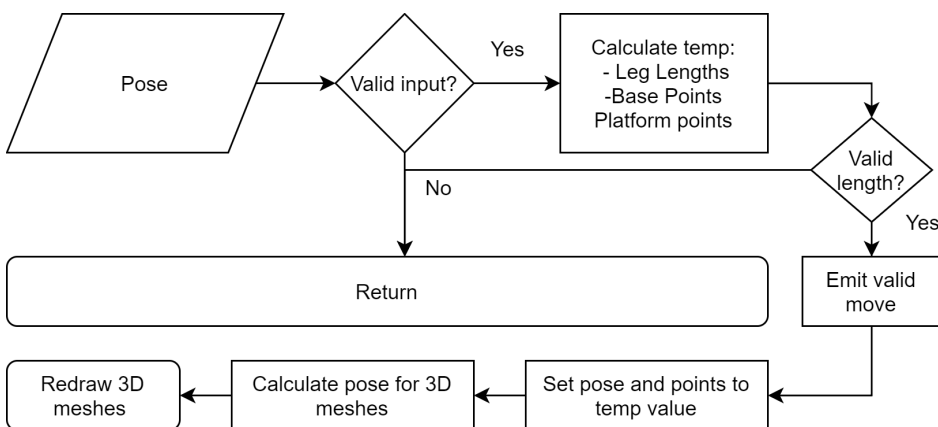 Pose
Valid input?
Yes
Calculate temp:
- Leg Lengths
-Base Points
Platform points
Valid
length?
No
Yes
Emit valid
move
Return
Redraw 3D
meshes
Calculate pose for 3D
meshes
Set pose and points to
temp value